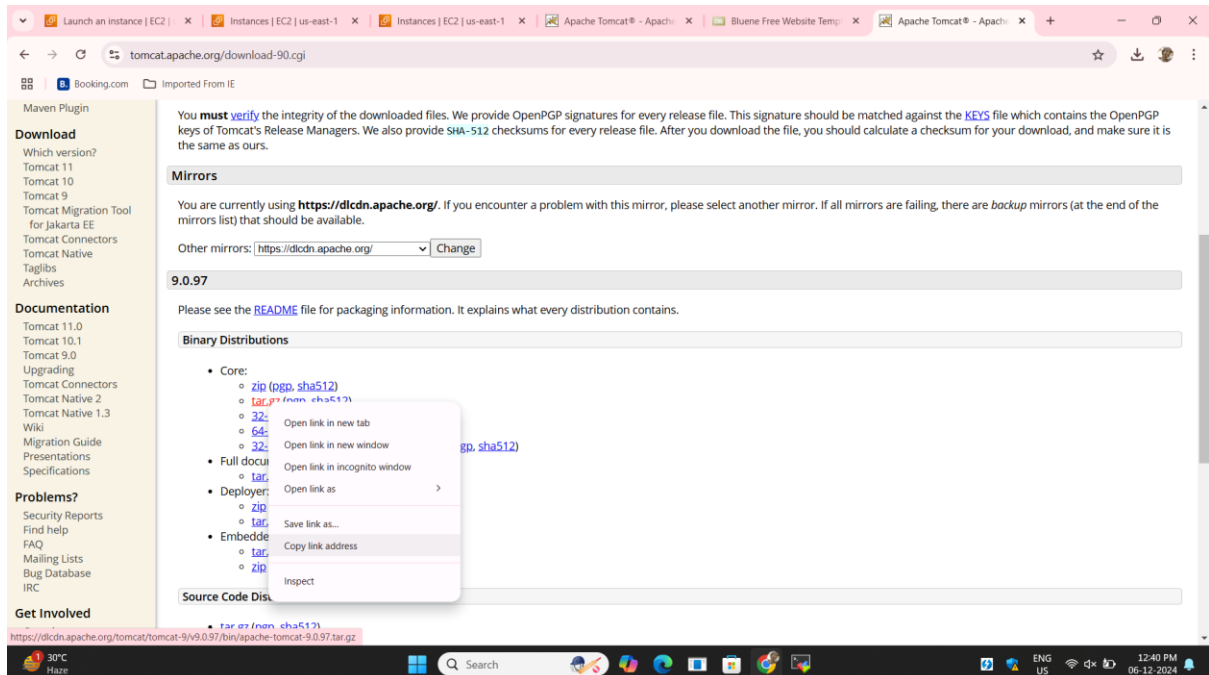 Launch an instance | EC2 |
Instances | EC2 | us-east-1
Instances | EC2 | us-east-1
Apache Tomcat® - Apache
Bluene Free Website Templ
Apache Tomcat® - Apache
tomcat.apache.org/download-90.cgi
B. Booking.com
Imported From IE
Maven Plugin
Download
Which version?
Tomcat 11
Tomcat 10
Tomcat 9
Tomcat Migration Tool
for Jakarta EE
Tomcat Connectors
Tomcat Native
Taglibs
Archives
Documentation
Tomcat 11.0
Tomcat 10.1
Tomcat 9.0
Upgrading
Tomcat Connectors
Tomcat Native 2
Tomcat Native 1.3
Wiki
Migration Guide
Presentations
Specifications
Problems?
Security Reports
Find help
FAQ
Mailing Lists
Bug Database
IRC
Get Involved
You must verify the integrity of the downloaded files. We provide OpenPGP signatures for every release file. This signature should be matched against the KEYS file which contains the OpenPGP
keys of Tomcat's Release Managers. We also provide SHA-512 checksums for every release file. After you download the file, you should calculate a checksum for your download, and make sure it is
the same as ours.
Mirrors
You are currently using https://dlcdn.apache.org/. If you encounter a problem with this mirror, please select another mirror. If all mirrors are failing, there are backup mirrors (at the end of the
mirrors list) that should be available.
Other mirrors: https://dlcdn.apache.org/ Change
9.0.97
Please see the README file for packaging information. It explains what every distribution contains.
Binary Distributions
Core:
zip (pgp, sha512)
tar.gz (pgp, sha512)
32-
64-
32- gp, sha512)
Full docu
tar.
Deployer:
zip
tar.
Embedde
tar.
zip
Open link in new tab
Open link in new window
Open link in incognito window
Open link as
Save link as...
Copy link address
Inspect
Source Code Dis
tar.gz (pgp, sha512)
https://dlcdn.apache.org/tomcat/tomcat-9/v9.0.97/bin/apache-tomcat-9.0.97.tar.gz
1
30°C
Haze
Search
ENG
US
12:40 PM
06-12-2024